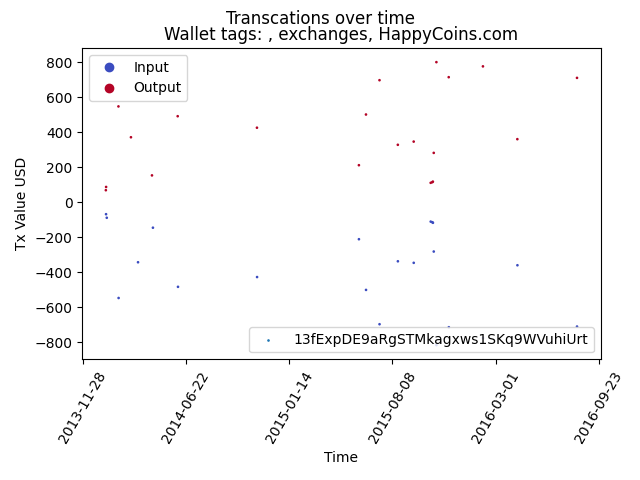 Transcations over time
Wallet tags: , exchanges, HappyCoins.com
Input
Output
800
600
400
200
0
−200
−400
−600
−800
Tx Value USD
13fExpDE9aRgSTMkagxws1SKq9WVuhiUrt
2013-11-28
2014-06-22
2015-01-14
2015-08-08
2016-03-01
2016-09-23
Time